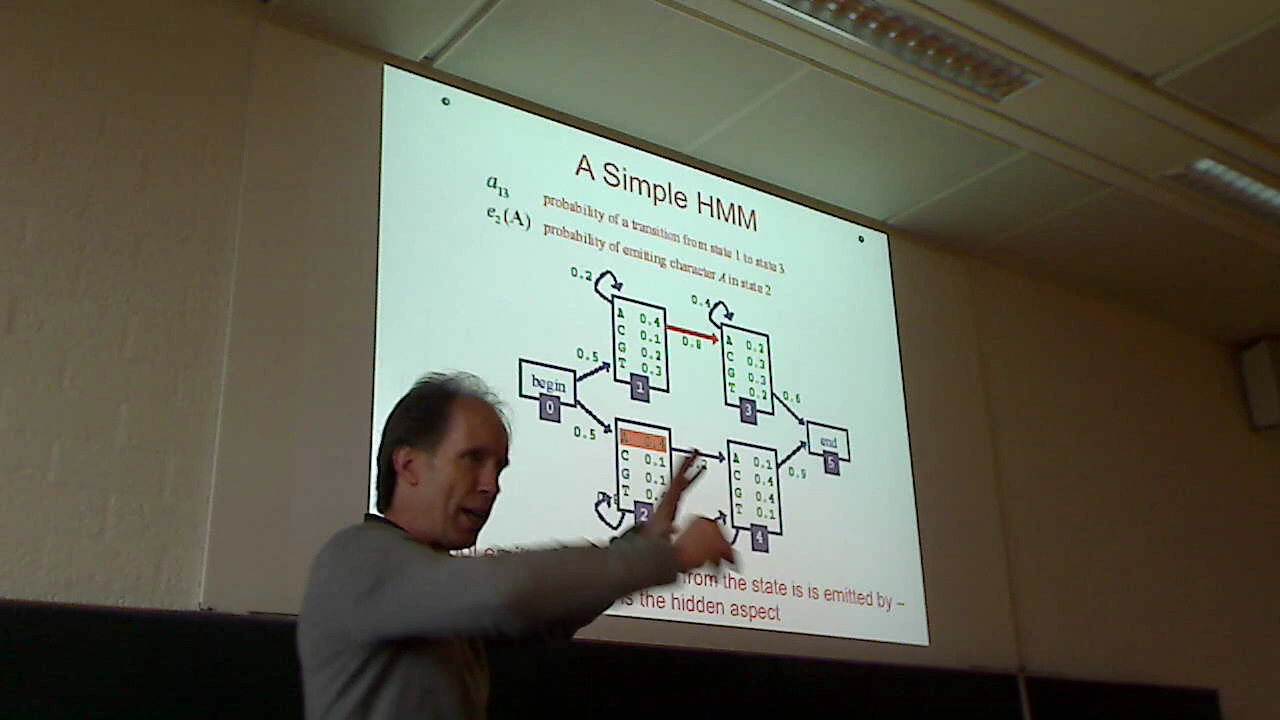 A Simple HMM
a13 probability of a transition from state 1 to state 3
e2(A) probability of emitting character A in state 2
0.2
0.4
A 0.4
C 0.1
G 0.2
T 0.3
1
0.8
A 0.2
C 0.3
G 0.3
T 0.2
3
0.5
begin
0
0.6
end
5
0.5
C 0.1
G 0.1
T
2
A 0.1
C 0.4
G 0.4
T 0.1
4
0.9
from the state is is emitted by –
is the hidden aspect